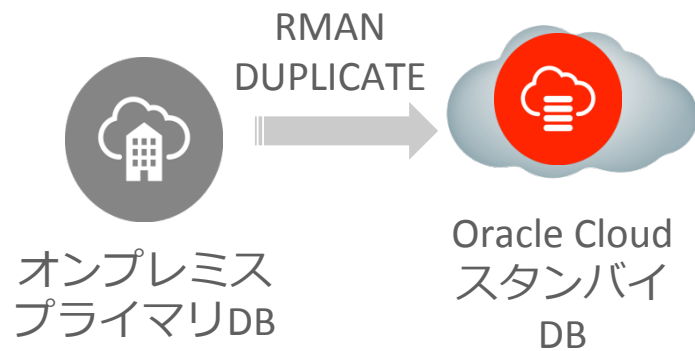 RMAN
DUPLICATE
オンプレミス
プライマリDB
Oracle Cloud
スタンバイ
DB